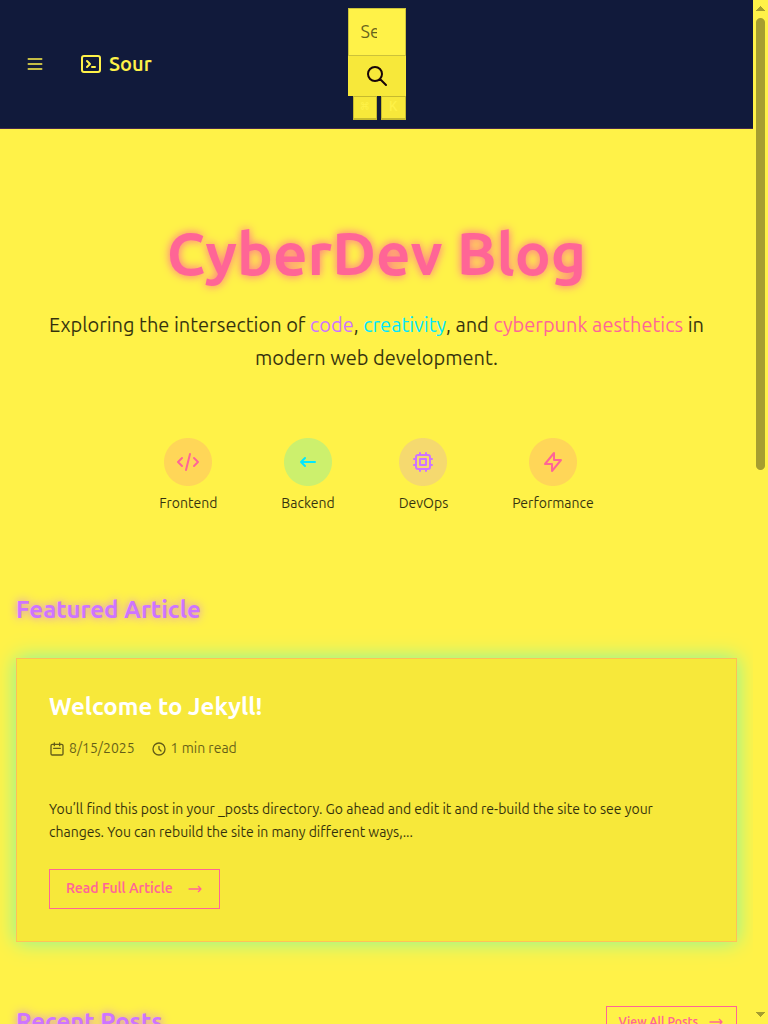 Sour
Se
CyberDev Blog
Exploring the intersection of code, creativity, and cyberpunk aesthetics in
modern web development.
Frontend
Backend
DevOps
Performance
Featured Article
Welcome to Jekyll!
8/15/2025 1 min read
You’ll find this post in your _posts directory. Go ahead and edit it and re-build the site to see your
changes. You can rebuild the site in many different ways,...
Read Full Article →
Recent Posts
View All Posts →